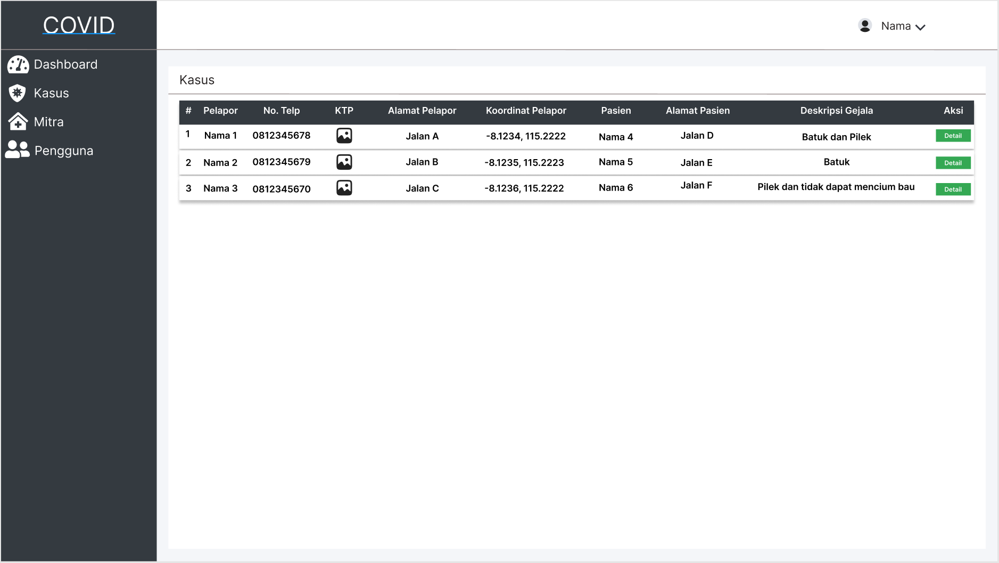 COVID
Nama
Dashboard
Kasus
Mitra
Pengguna
Kasus
# Pelapor No. Telp KTP Alamat Pelapor Koordinat Pelapor Pasien Alamat Pasien Deskripsi Gejala Aksi
1 Nama 1 0812345678 Jalan A -8.1234, 115.2222 Nama 4 Jalan D Batuk dan Pilek Detail
2 Nama 2 0812345679 Jalan B -8.1235, 115.2223 Nama 5 Jalan E Batuk Detail
3 Nama 3 0812345670 Jalan C -8.1236, 115.2222 Nama 6 Jalan F Pilek dan tidak dapat mencium bau Detail